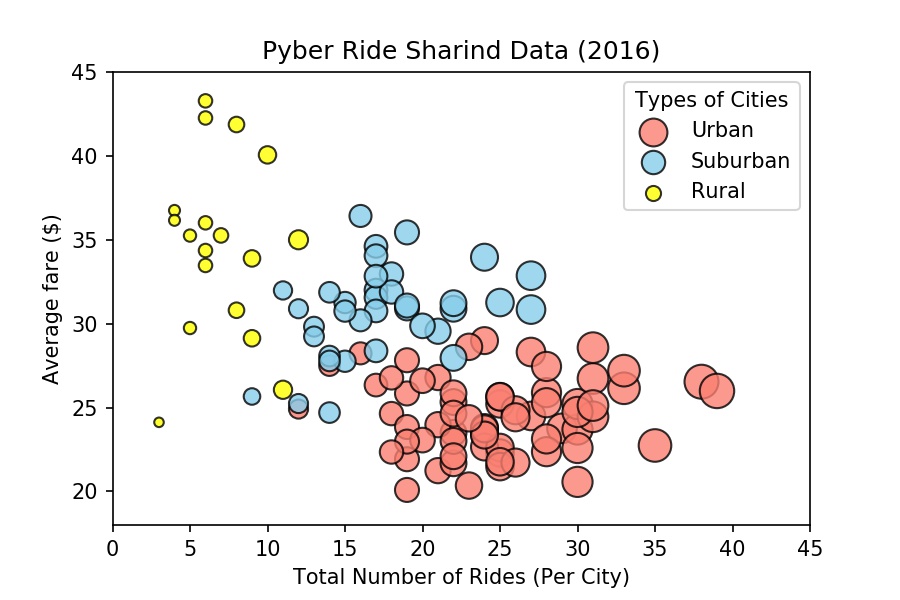 Pyber Ride Sharind Data (2016)
45
40
35
30
25
20
Average fare ($)
Types of Cities
Urban
Suburban
Rural
0 5 10 15 20 25 30 35 40 45
Total Number of Rides (Per City)